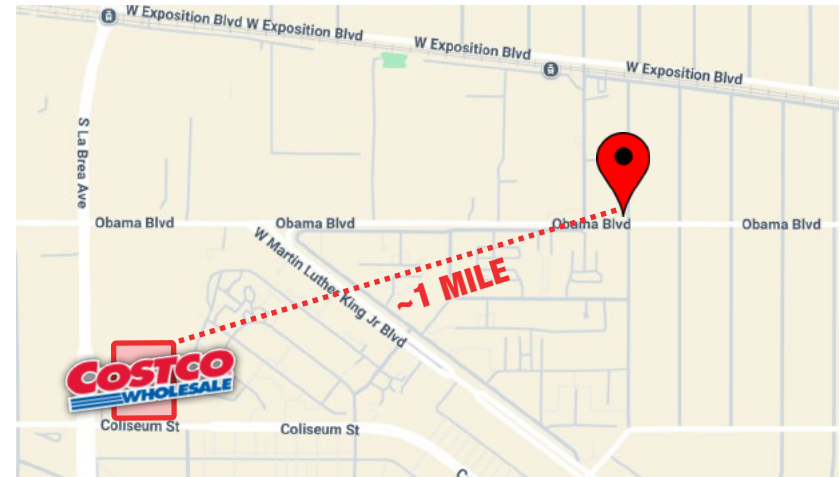 W Exposition Blvd W Exposition Blvd
W Exposition Blvd
W Exposition Blvd
S La Brea Ave
Obama Blvd
Obama Blvd
Obama Blvd
Obama Blvd
W Martin Luther King Jr Blvd
~1 MILE
COSTCO
WHOLESALE
Coliseum St
Coliseum St